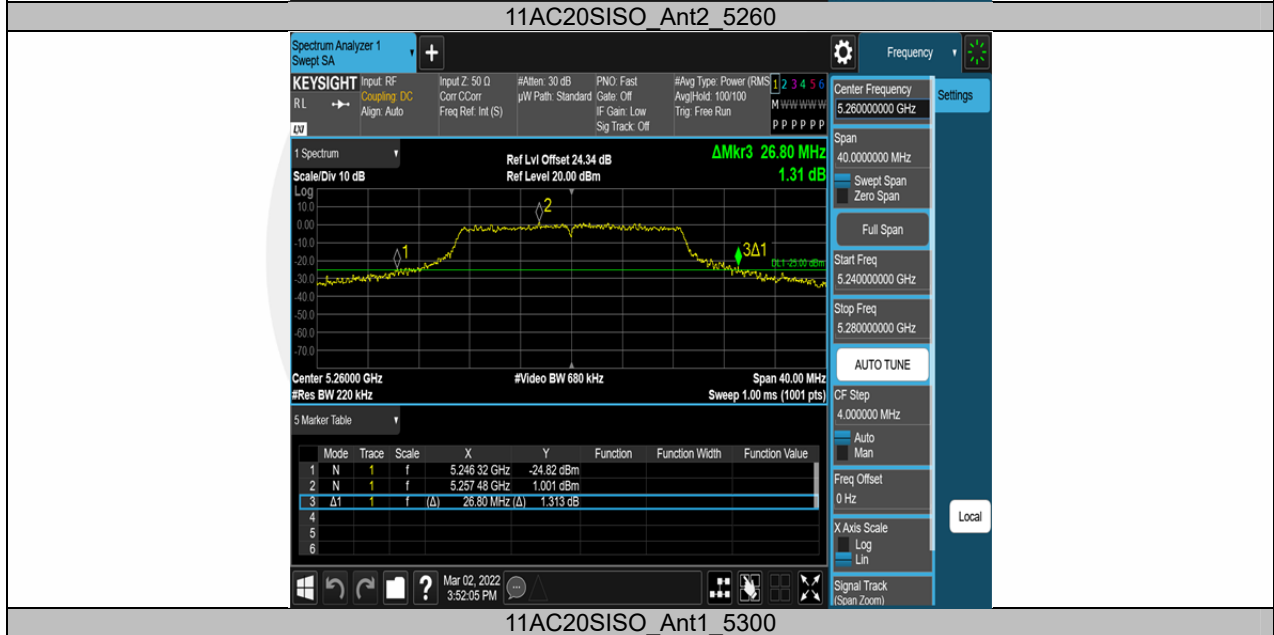 11AC20SISO_Ant2_5260
Spectrum Analyzer 1
Swept SA
+
Frequency
KEYSIGHT Input: RF Input Z: 50 Ω #Atten: 30 dB PNO: Fast #Avg Type: Power (RMS 1 2 3 4 5 6
RL Coupling: DC Corr CCorr µW Path: Standard Gate: Off Avg|Hold: 100/100 M W W W W W
Align: Auto Freq Ref: Int (S) IF Gain: Low Trig: Free Run
LXI Sig Track: Off P P P P P P
Center Frequency
5.260000000 GHz
Settings
Span
40.0000000 MHz
Swept Span
Zero Span
Full Span
Start Freq
5.240000000 GHz
Stop Freq
5.280000000 GHz
AUTO TUNE
CF Step
4.000000 MHz
Auto
Man
Freq Offset
0 Hz
X Axis Scale
Log
Lin
Signal Track
(Span Zoom)
Local
1 Spectrum
Ref Lvl Offset 24.34 dB
ΔMkr3 26.80 MHz
Scale/Div 10 dB
Ref Level 20.00 dBm
1.31 dB
Log
10.0
0.00
-10.0
-20.0
-30.0
-40.0
-50.0
-60.0
-70.0
1
2
3Δ1
DL1 -25.00 dBm
Center 5.26000 GHz #Video BW 680 kHz Span 40.00 MHz
#Res BW 220 kHz Sweep 1.00 ms (1001 pts)
5 Marker Table
Mode Trace Scale X Y Function Function Width Function Value
1 N 1 f 5.246 32 GHz -24.82 dBm
2 N 1 f 5.257 48 GHz 1.001 dBm
3 Δ1 1 f (Δ) 26.80 MHz (Δ) 1.313 dB
4
5
6
?
Mar 02, 2022
3:52:05 PM
11AC20SISO_Ant1_5300